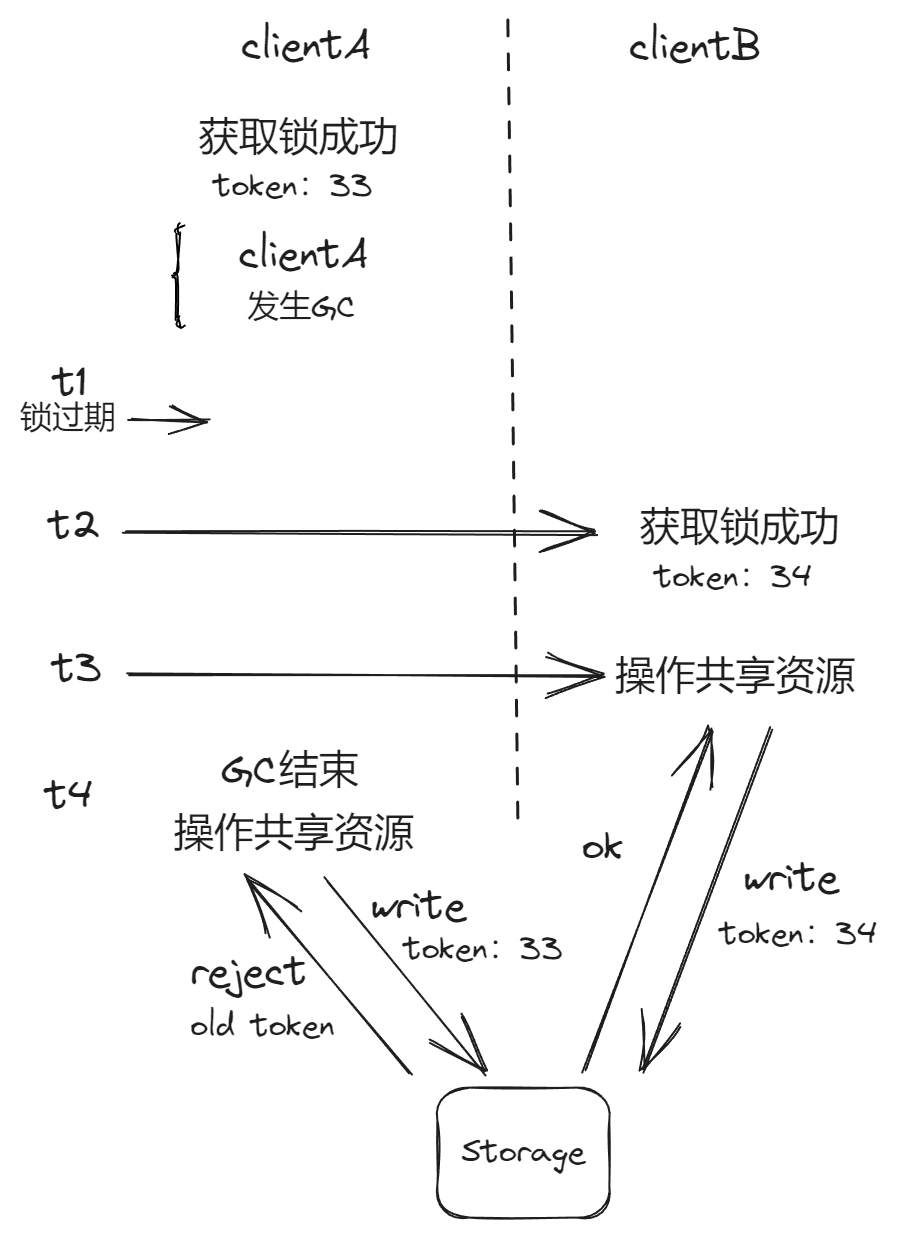 clientA
clientB
获取锁成功
token: 33
clientA
发生GC
t1
锁过期
t2
获取锁成功
token: 34
t3
操作共享资源
t4
GC结束
操作共享资源
ok
write
token: 34
write
token: 33
reject
old token
Storage